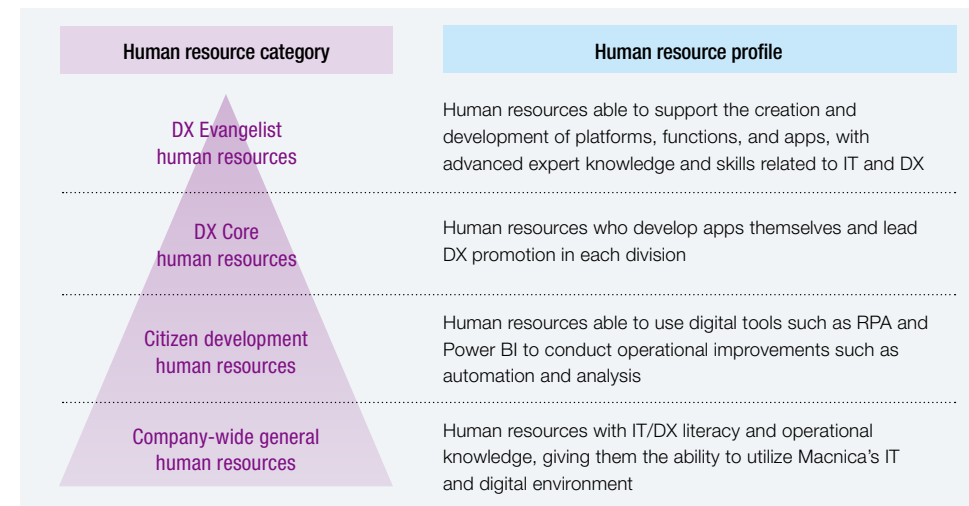 Human resource category
Human resource profile
DX Evangelist
human resources
Human resources able to support the creation and
development of platforms, functions, and apps, with
advanced expert knowledge and skills related to IT and DX
DX Core
human resources
Human resources who develop apps themselves and lead
DX promotion in each division
Citizen development
human resources
Human resources able to use digital tools such as RPA and
Power BI to conduct operational improvements such as
automation and analysis
Company-wide general
human resources
Human resources with IT/DX literacy and operational
knowledge, giving them the ability to utilize Macnica’s IT
and digital environment